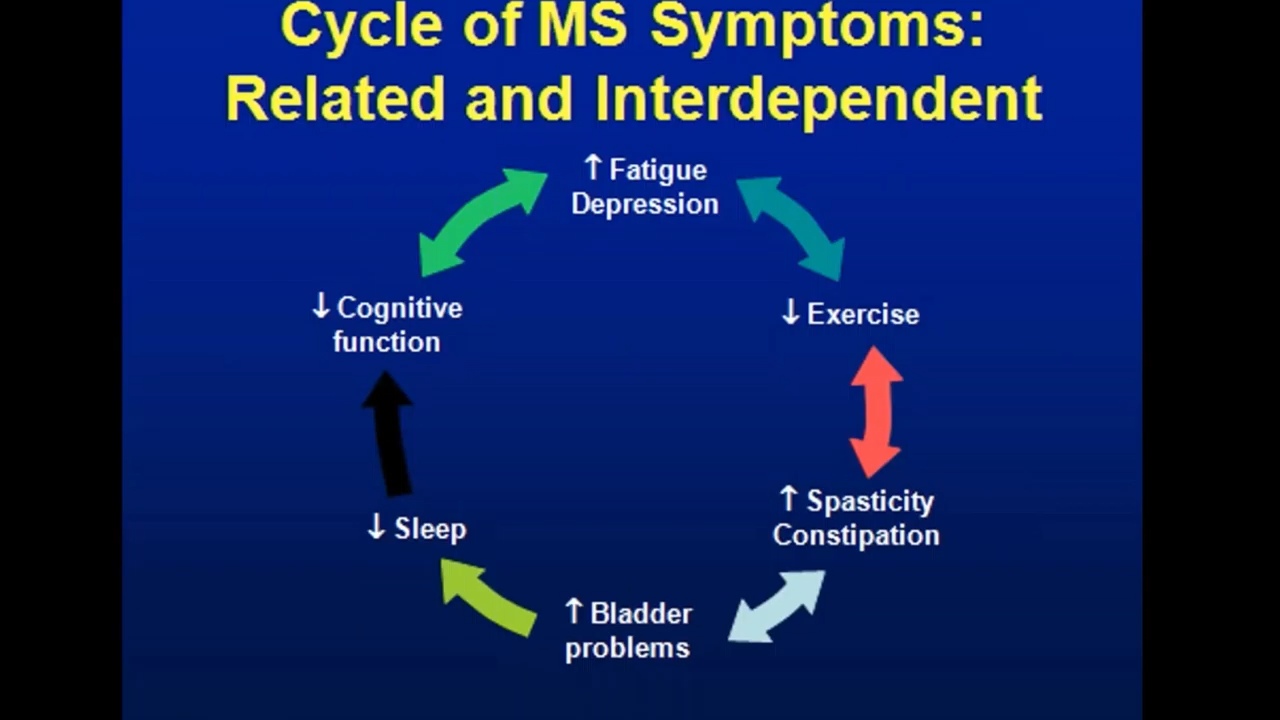 Cycle of MS Symptoms:
Related and Interdependent
↑ Fatigue
Depression
↓ Cognitive
function
↓ Exercise
↑ Spasticity
Constipation
↓ Sleep
↑ Bladder
problems